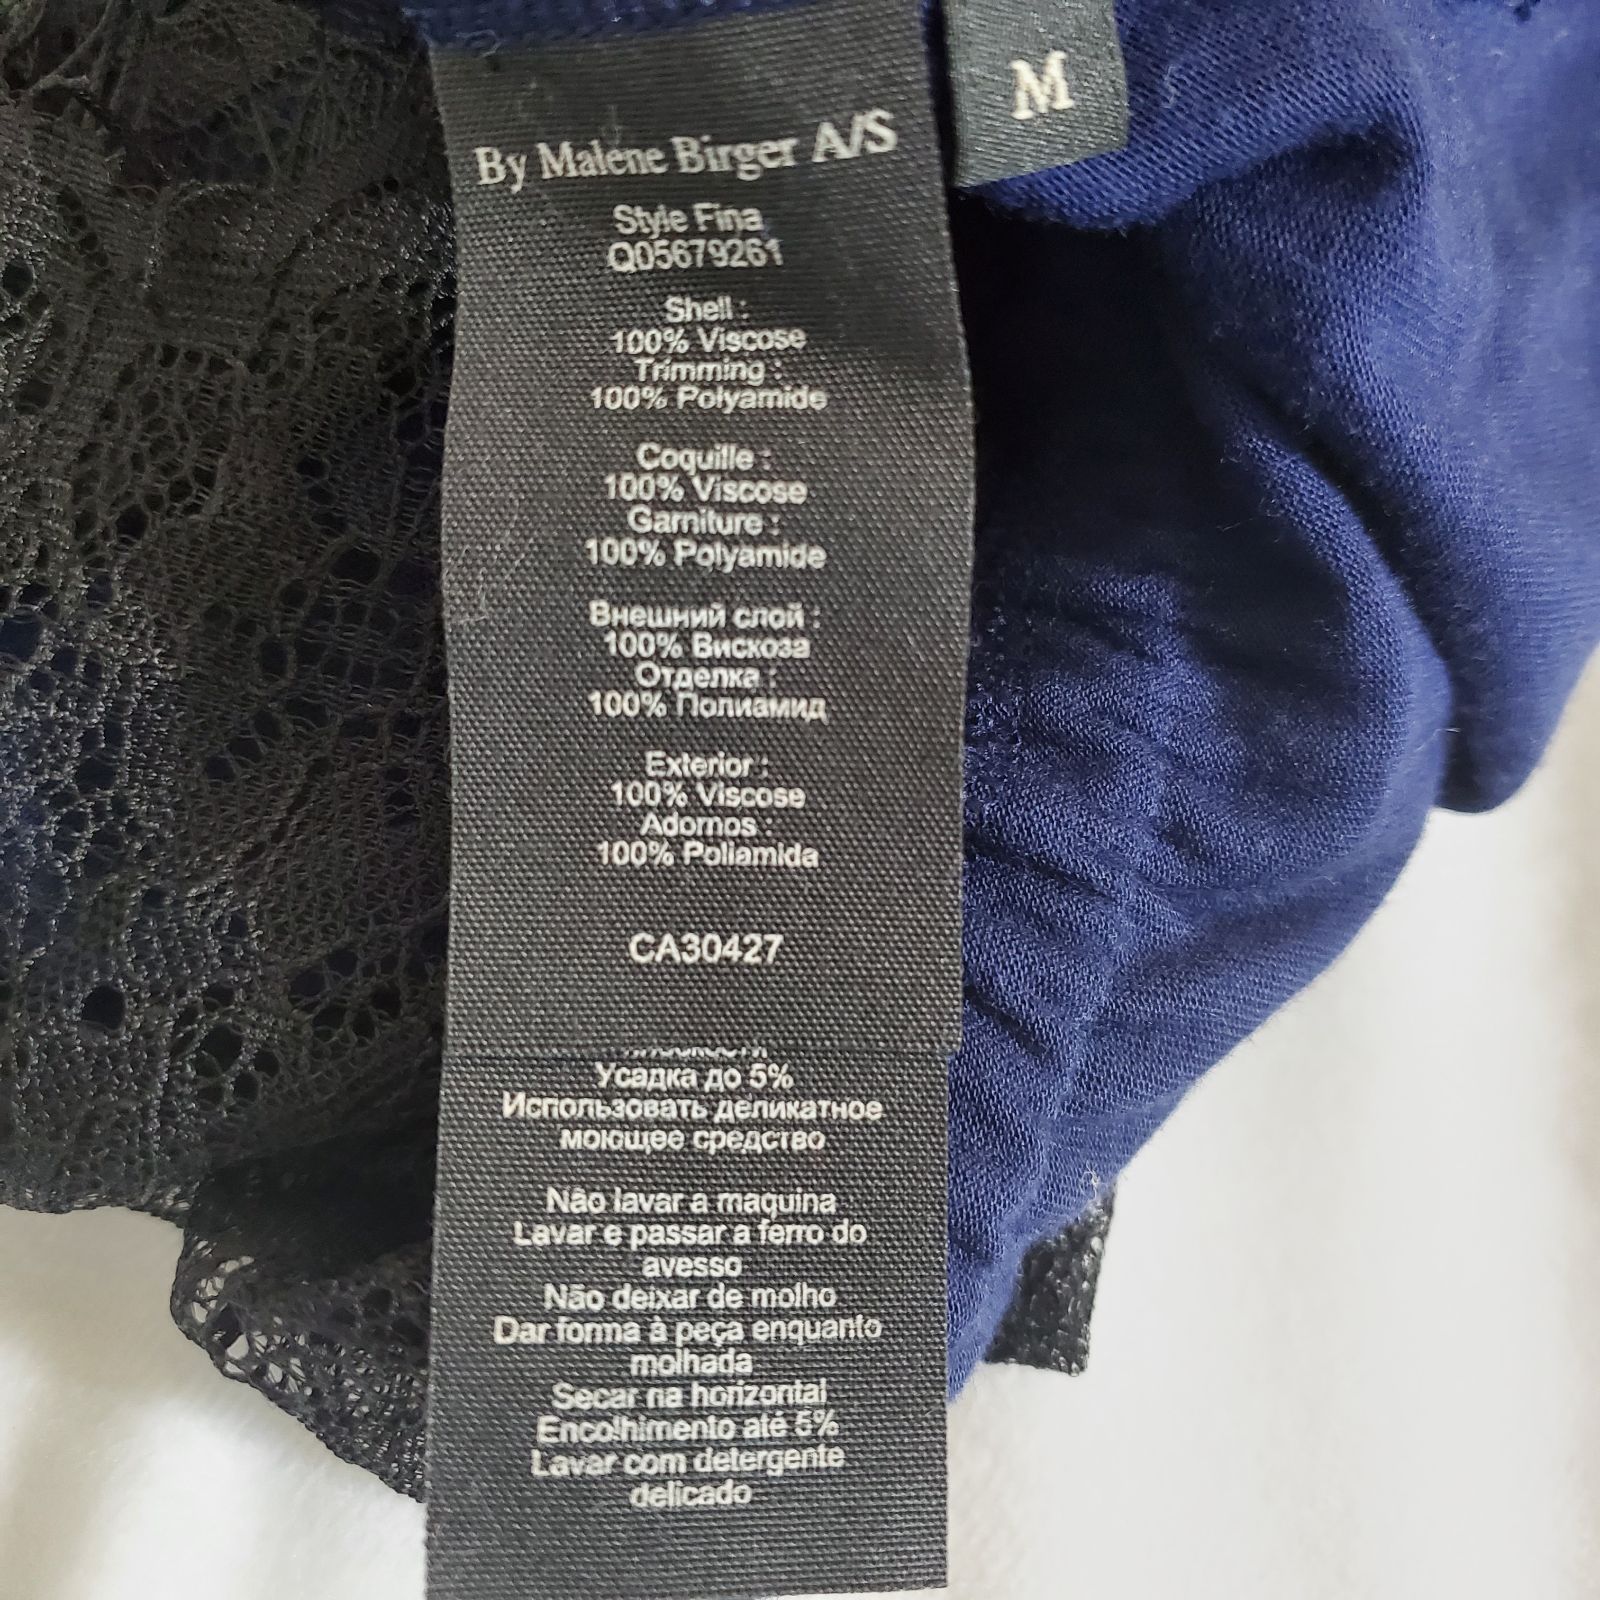 M
By Malene Birger A/S
Style Fina
Q05679261
Shell :
100% Viscose
Trimming :
100% Polyamide
Coquille :
100% Viscose
Garniture :
100% Polyamide
Внешний слой :
100% Вискоза
Отделка :
100% Полиамид
Exterior :
100% Viscose
Adornos :
100% Poliamida
CA30427
Усадка до 5%
Использовать деликатное
моющее средство
Não lavar a maquina
Lavar e passar a ferro do
avesso
Não deixar de molho
Dar forma à peça enquanto
molhada
Secar na horizontal
Encolhimento até 5%
Lavar com detergente
delicado